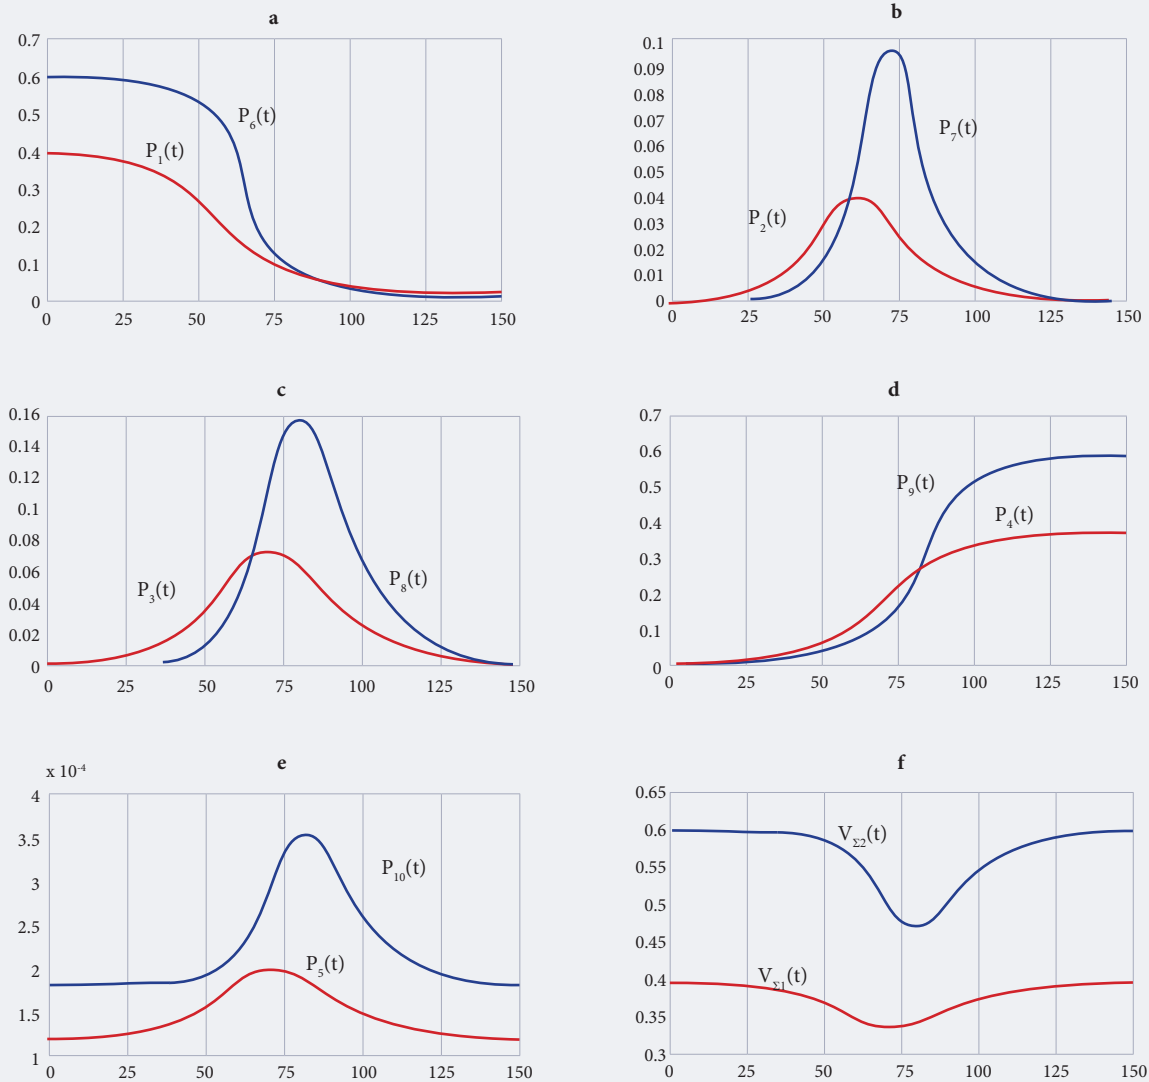 a
0.7
0.6
0.5
0.4
0.3
0.2
0.1
0
P6(t)
P1(t)
0 25 50 75 100 125 150
b
0.1
0.09
0.08
0.07
0.06
0.05
0.04
0.03
0.02
0.01
0
P7(t)
P2(t)
0 25 50 75 100 125 150
c
0.16
0.14
0.12
0.1
0.08
0.06
0.04
0.02
0
P3(t)
P8(t)
0 25 50 75 100 125 150
d
0.7
0.6
0.5
0.4
0.3
0.2
0.1
0
P9(t)
P4(t)
0 25 50 75 100 125 150
e
x 10-4
4
3.5
3
2.5
2
1.5
1
P10(t)
P5(t)
0 25 50 75 100 125 150
f
0.65
0.6
0.55
0.5
0.45
0.4
0.35
0.3
VΣ2(t)
VΣ1(t)
0 25 50 75 100 125 150